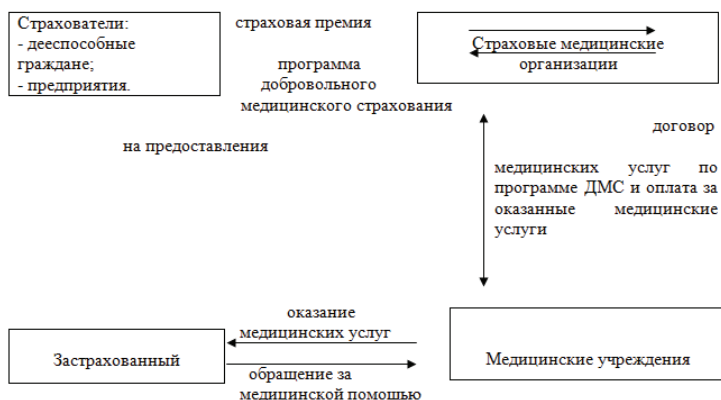 Страхователи:
- дееспособные
граждане;
- предприятия.
страховая премия
программа
добровольного
медицинского страхования
Страховые медицинские
организации
договор
на предоставления
медицинских услуг по
программе ДМС и оплата за
оказанные медицинские
услуги
оказание
медицинских услуг
Застрахованный
обращение за
медицинской помощью
Медицинские учреждения